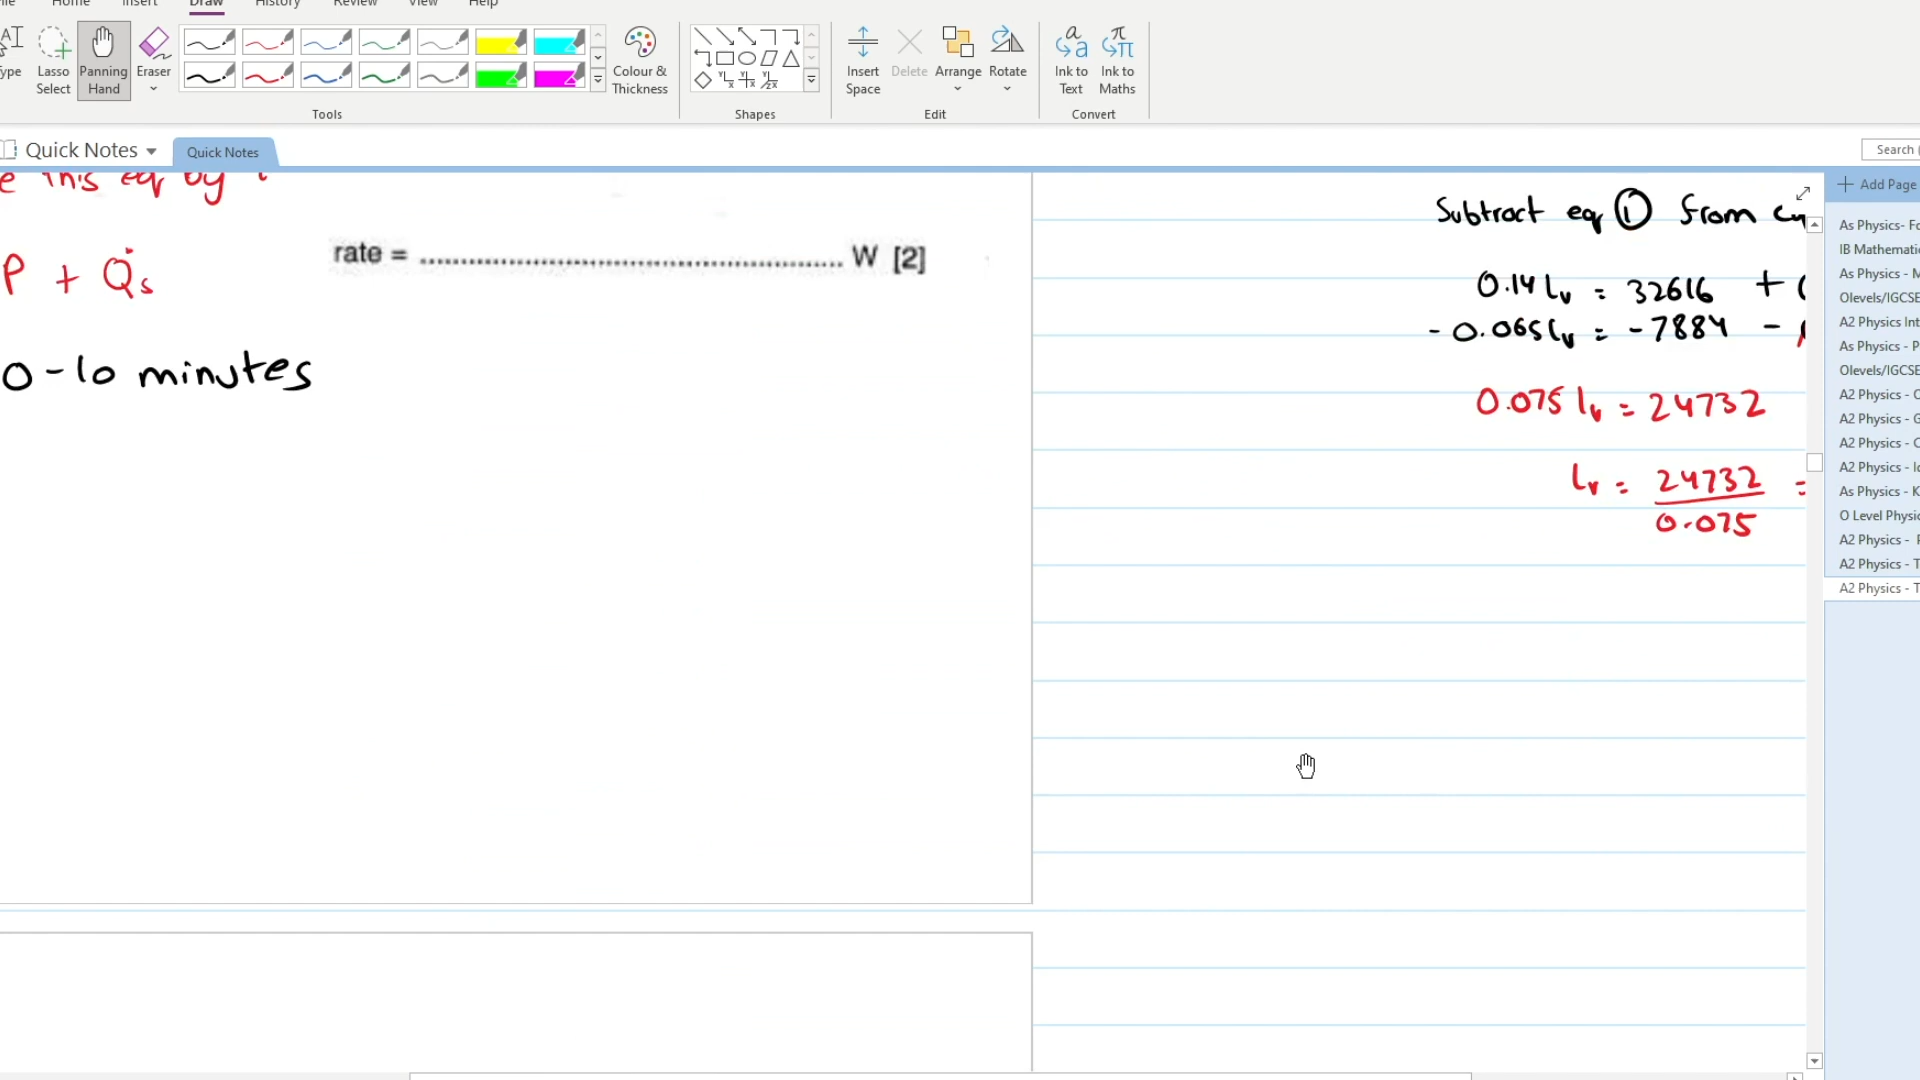 Home Insert Draw History Review View Help
Type
Lasso Select
Panning Hand
Eraser
Colour & Thickness
Insert Space
Delete
Arrange
Rotate
Ink to Text
Ink to Maths
Tools
Shapes
Edit
Convert
Quick Notes
Quick Notes
Search
this eq by
P + Q̇s
rate = ........................ W [2]
0-10 minutes
Subtract eq ① from
0.14 Lv = 32616 +
- 0.065 Lv = -7884 -
0.075 Lv = 24732
Lv = 24732 =
0.075
Add Page
As Physics- Fo
IB Mathematic
As Physics - M
Olevels/IGCSE
A2 Physics Int
As Physics - P
Olevels/IGCSE
A2 Physics - C
A2 Physics - G
A2 Physics - C
A2 Physics - Id
As Physics - K
O Level Physic
A2 Physics - P
A2 Physics - T
A2 Physics - T